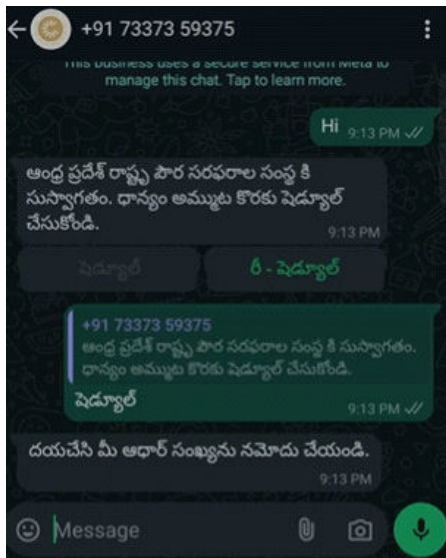 +91 73373 59375
This business uses a secure service from Meta to
manage this chat. Tap to learn more.
Hi 9:13 PM
ఆంధ్ర ప్రదేశ్ రాష్ట్ర పౌర సరఫరాల సంస్థ కి
సుస్వాగతం. ధాన్యం అమ్ముట కొరకు షెడ్యూల్
చేసుకోండి.
9:13 PM
షెడ్యూల్
రీ - షెడ్యూల్
+91 73373 59375
ఆంధ్ర ప్రదేశ్ రాష్ట్ర పౌర సరఫరాల సంస్థ కి సుస్వాగతం.
ధాన్యం అమ్ముట కొరకు షెడ్యూల్ చేసుకోండి.
షెడ్యూల్
9:13 PM
దయచేసి మీ ఆధార్ సంఖ్యను నమోదు చేయండి.
9:13 PM
Message